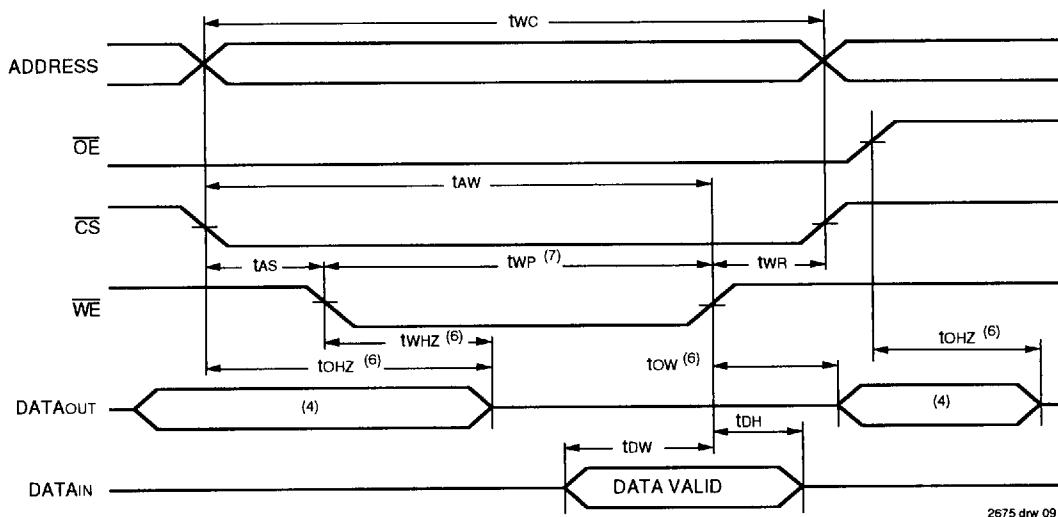 tWC
ADDRESS
OE
tAW
CS
tAS
tWP (7)
tWR
WE
tWHZ (6)
tOHZ (6)
tOW (6)
tOHZ (6)
DATAOUT
(4)
(4)
tDW
tDH
DATAIN
DATA VALID
2675 drw 09